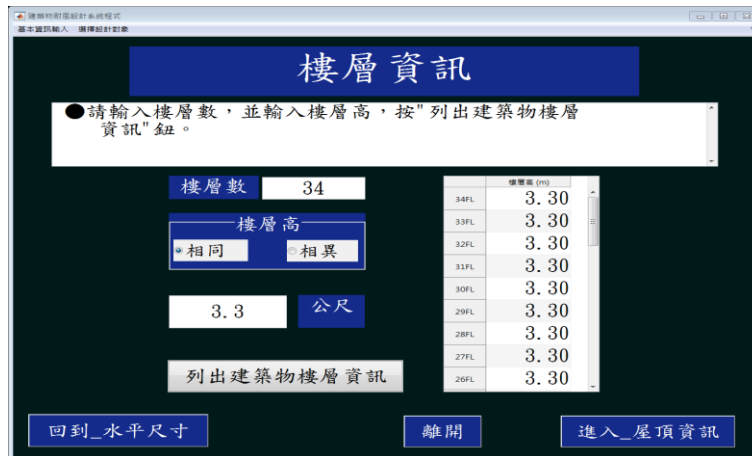 建築物耐風設計系統程式
基本資訊輸入 選擇設計對象
樓層資訊
●請輸入樓層數，並輸入樓層高，按"列出建築物樓層
資訊"鈕。
樓層數 34
樓層高
相同 相異
3.3 公尺
列出建築物樓層資訊
樓層高 (m)
34FL 3.30
33FL 3.30
32FL 3.30
31FL 3.30
30FL 3.30
29FL 3.30
28FL 3.30
27FL 3.30
26FL 3.30
回到_水平尺寸 離開 進入_屋頂資訊